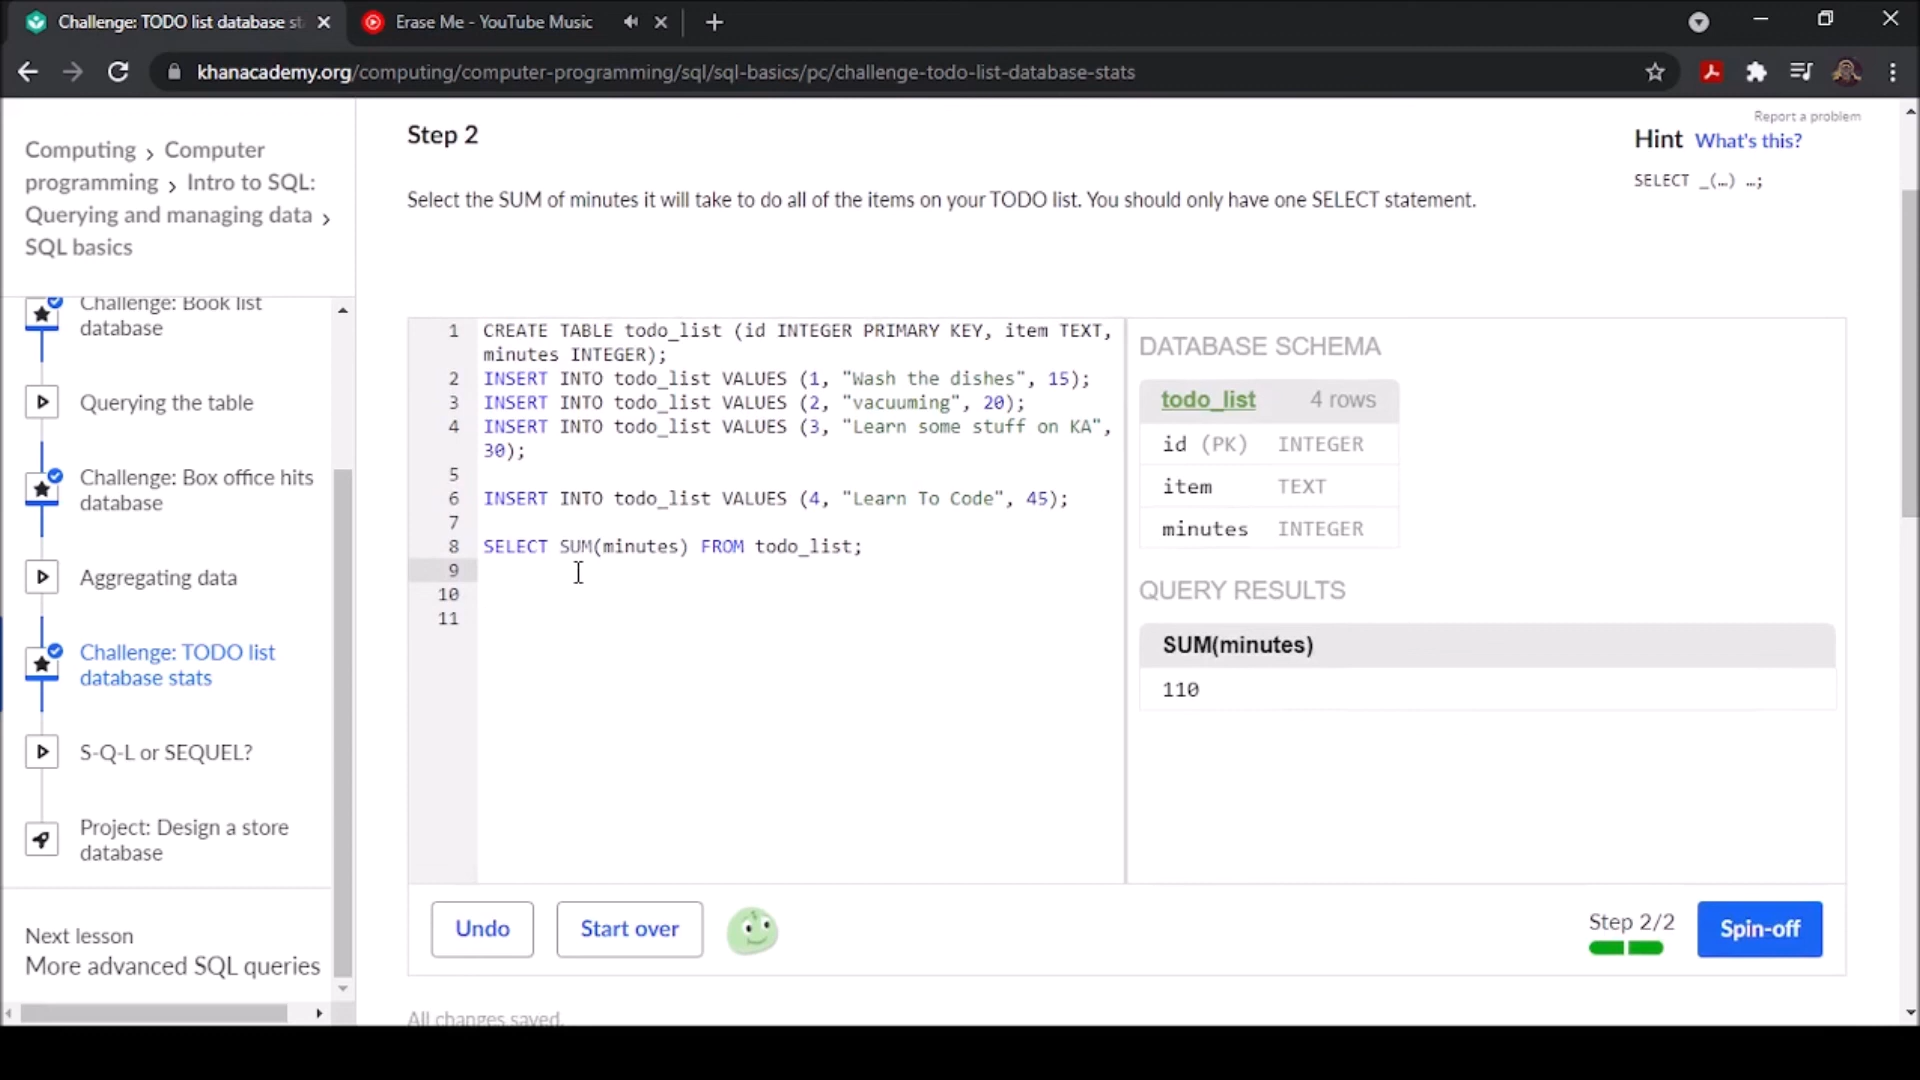 Challenge: TODO list database st
Erase Me - YouTube Music
khanacademy.org/computing/computer-programming/sql/sql-basics/pc/challenge-todo-list-database-stats
Computing > Computer
programming > Intro to SQL:
Querying and managing data >
SQL basics
Challenge: Book list
database
Querying the table
Challenge: Box office hits
database
Aggregating data
Challenge: TODO list
database stats
S-Q-L or SEQUEL?
Project: Design a store
database
Next lesson
More advanced SQL queries
Step 2
Select the SUM of minutes it will take to do all of the items on your TODO list. You should only have one SELECT statement.
Report a problem
Hint What's this?
SELECT _(…) …;
1 CREATE TABLE todo_list (id INTEGER PRIMARY KEY, item TEXT,
minutes INTEGER);
2 INSERT INTO todo_list VALUES (1, "Wash the dishes", 15);
3 INSERT INTO todo_list VALUES (2, "vacuuming", 20);
4 INSERT INTO todo_list VALUES (3, "Learn some stuff on KA",
30);
5
6 INSERT INTO todo_list VALUES (4, "Learn To Code", 45);
7
8 SELECT SUM(minutes) FROM todo_list;
9
10
11
DATABASE SCHEMA
todo_list 4 rows
id (PK) INTEGER
item TEXT
minutes INTEGER
QUERY RESULTS
SUM(minutes)
110
Undo
Start over
Step 2/2
Spin-off
All changes saved.